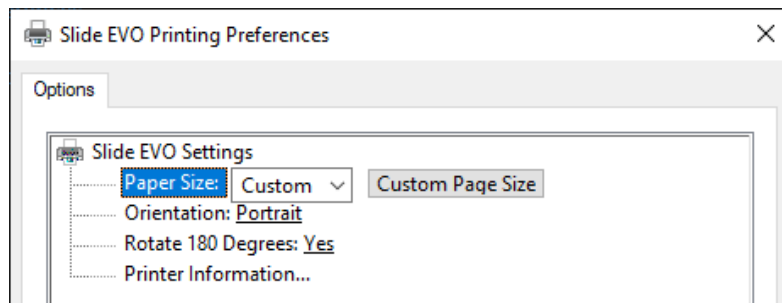 Slide EVO Printing Preferences
Options
Slide EVO Settings
Paper Size: Custom Custom Page Size
Orientation: Portrait
Rotate 180 Degrees: Yes
Printer Information...